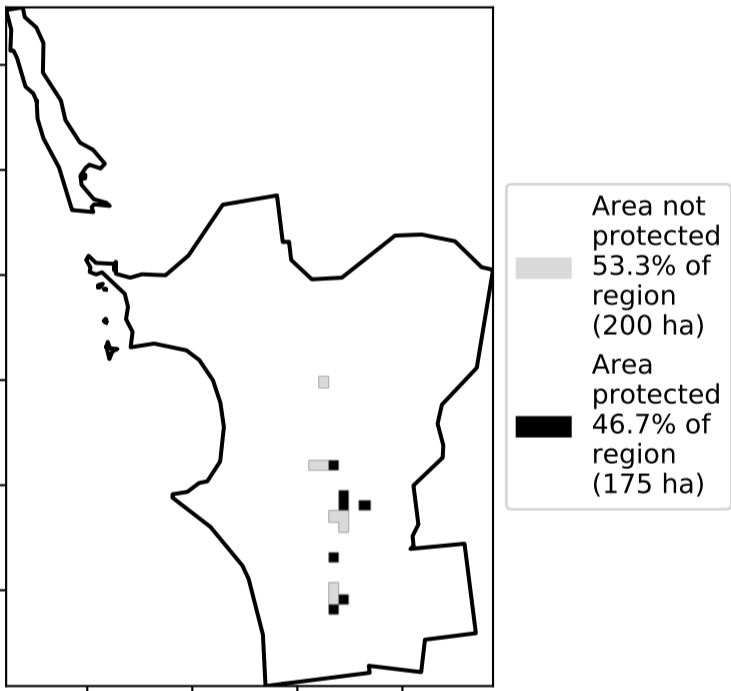 Area not
protected
53.3% of
region
(200 ha)
Area
protected
46.7% of
region
(175 ha)